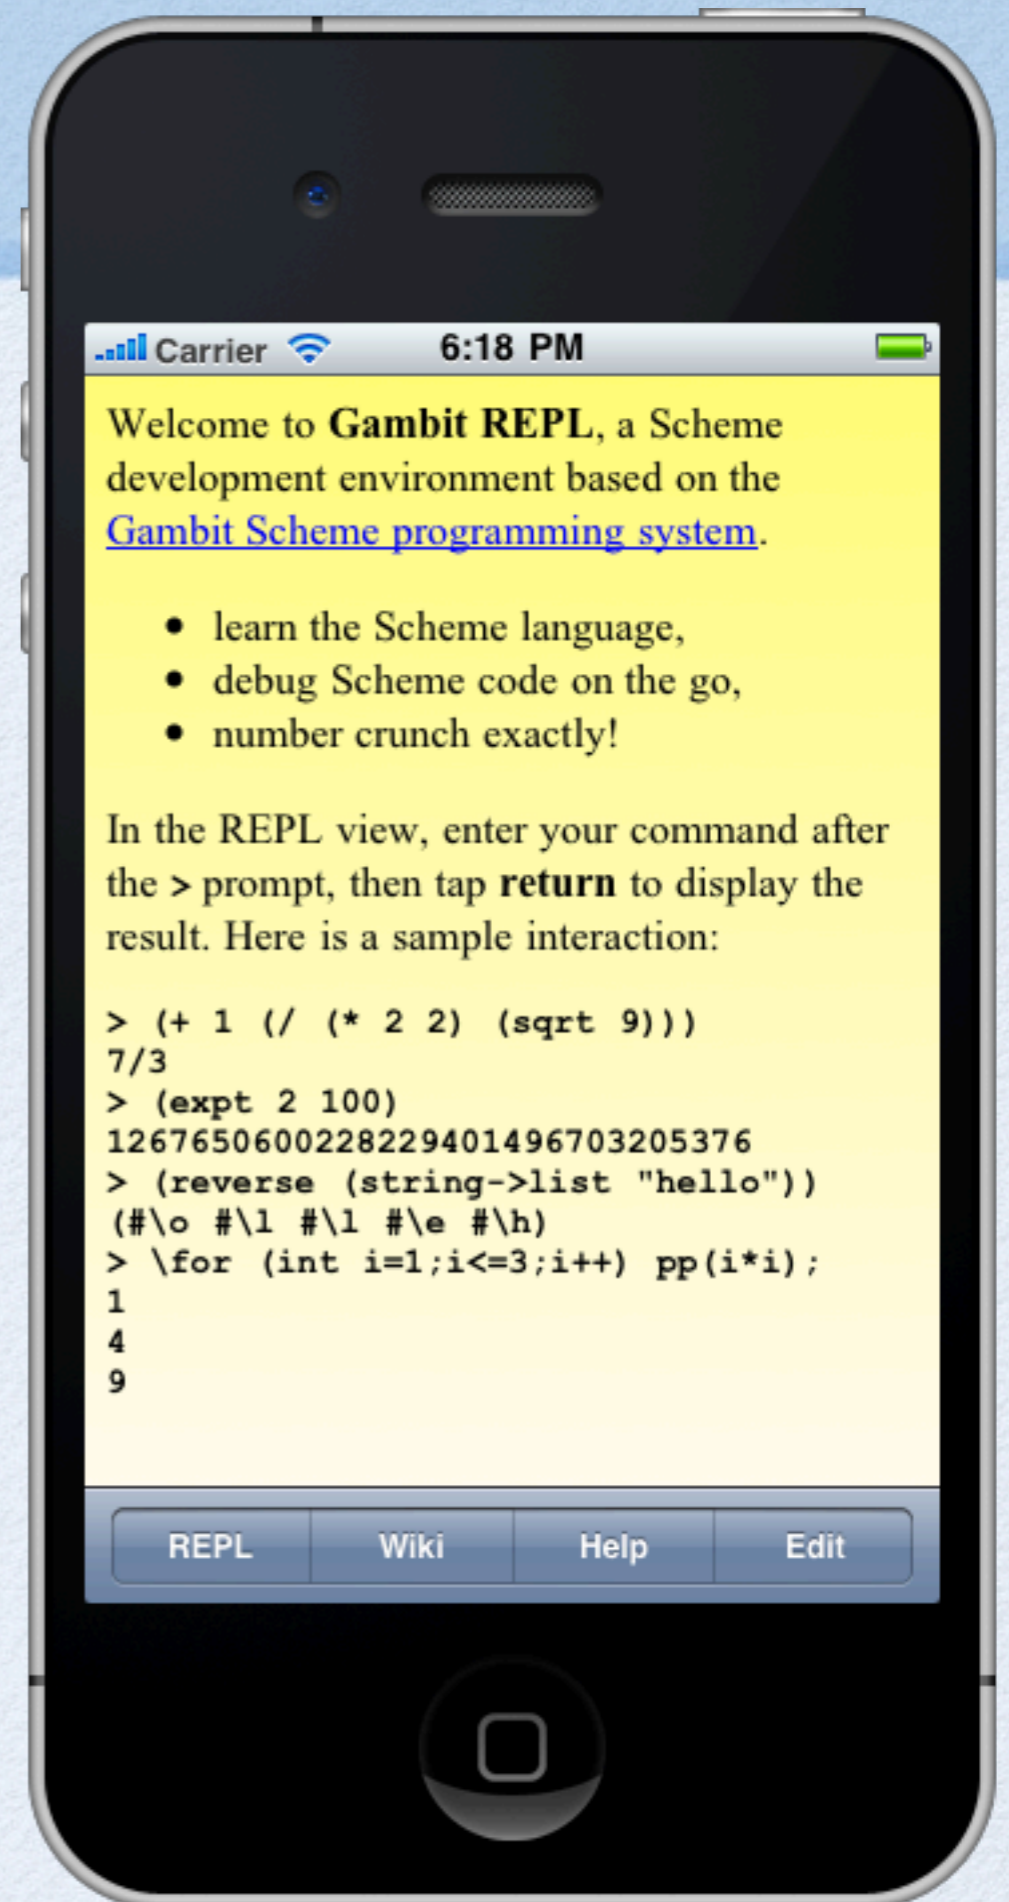 Carrier 6:18 PM
Welcome to Gambit REPL, a Scheme
development environment based on the
Gambit Scheme programming system.
• learn the Scheme language,
• debug Scheme code on the go,
• number crunch exactly!
In the REPL view, enter your command after
the > prompt, then tap return to display the
result. Here is a sample interaction:
> (+ 1 (/ (* 2 2) (sqrt 9)))
7/3
> (expt 2 100)
1267650600228229401496703205376
> (reverse (string->list "hello"))
(#\o #\l #\l #\e #\h)
> \for (int i=1;i<=3;i++) pp(i*i);
1
4
9
REPL Wiki Help Edit